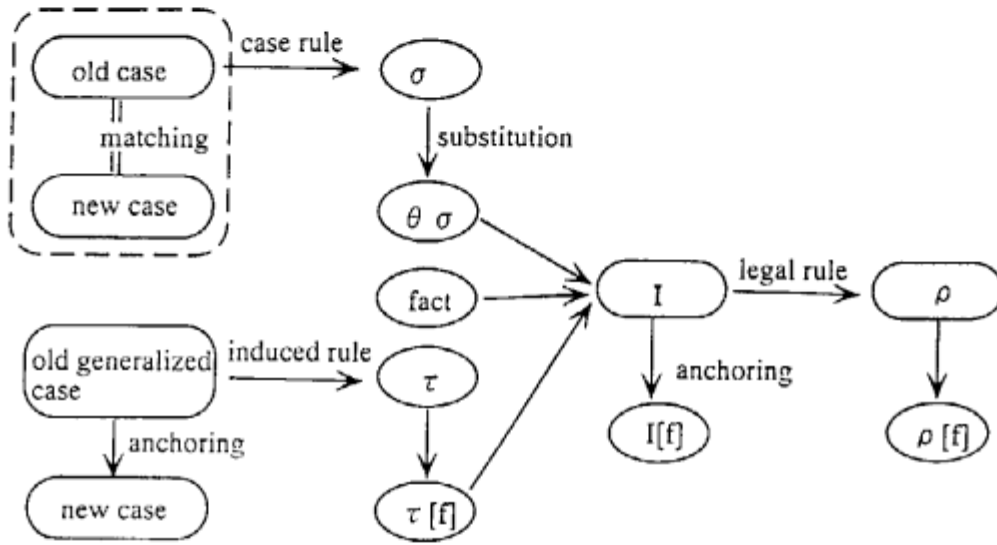 case rule
old case
σ
matching
substitution
new case
θ σ
legal rule
I
ρ
fact
old generalized
case
induced rule
τ
anchoring
anchoring
I[f]
ρ [f]
new case
τ [f]